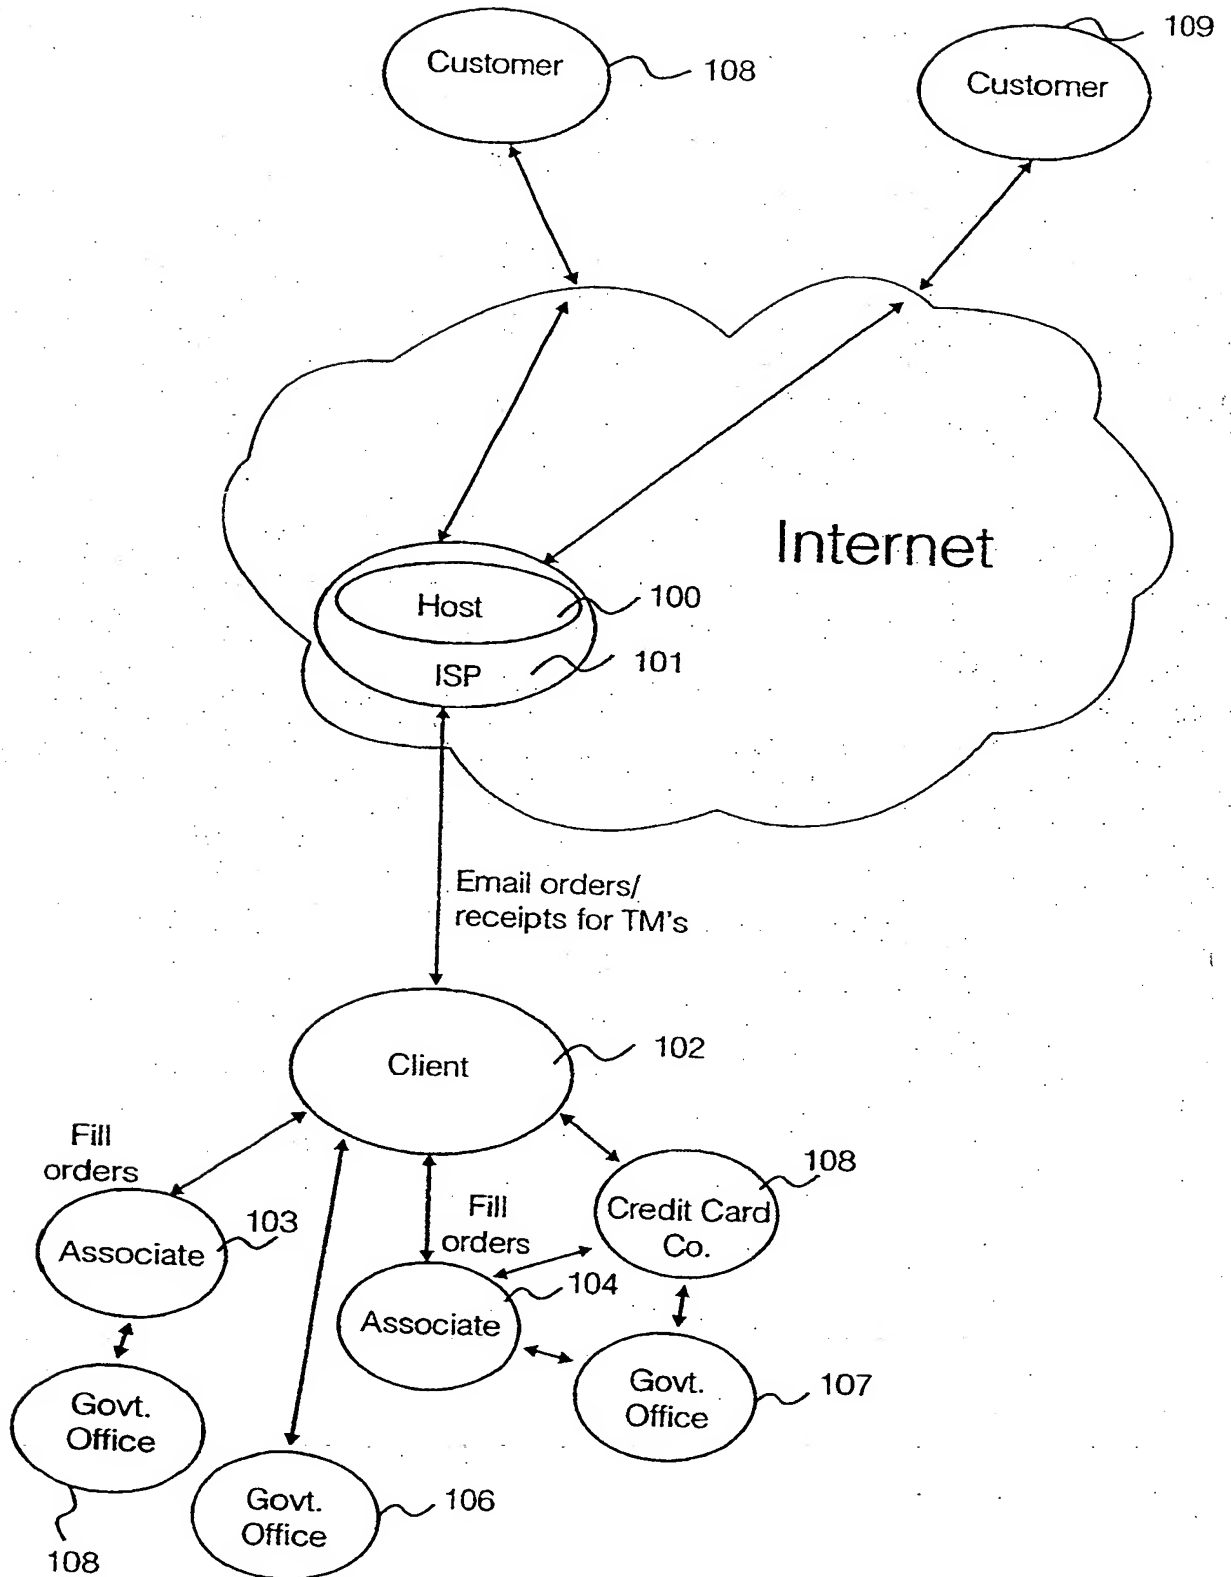 109
Customer
108
Customer
Internet
Host
100
ISP
101
Email orders/
receipts for TM's
Client
102
Fill
orders
108
Credit Card
Co.
Fill
orders
103
Associate
104
Associate
Govt.
Office
107
Govt.
Office
108
Govt.
Office
106